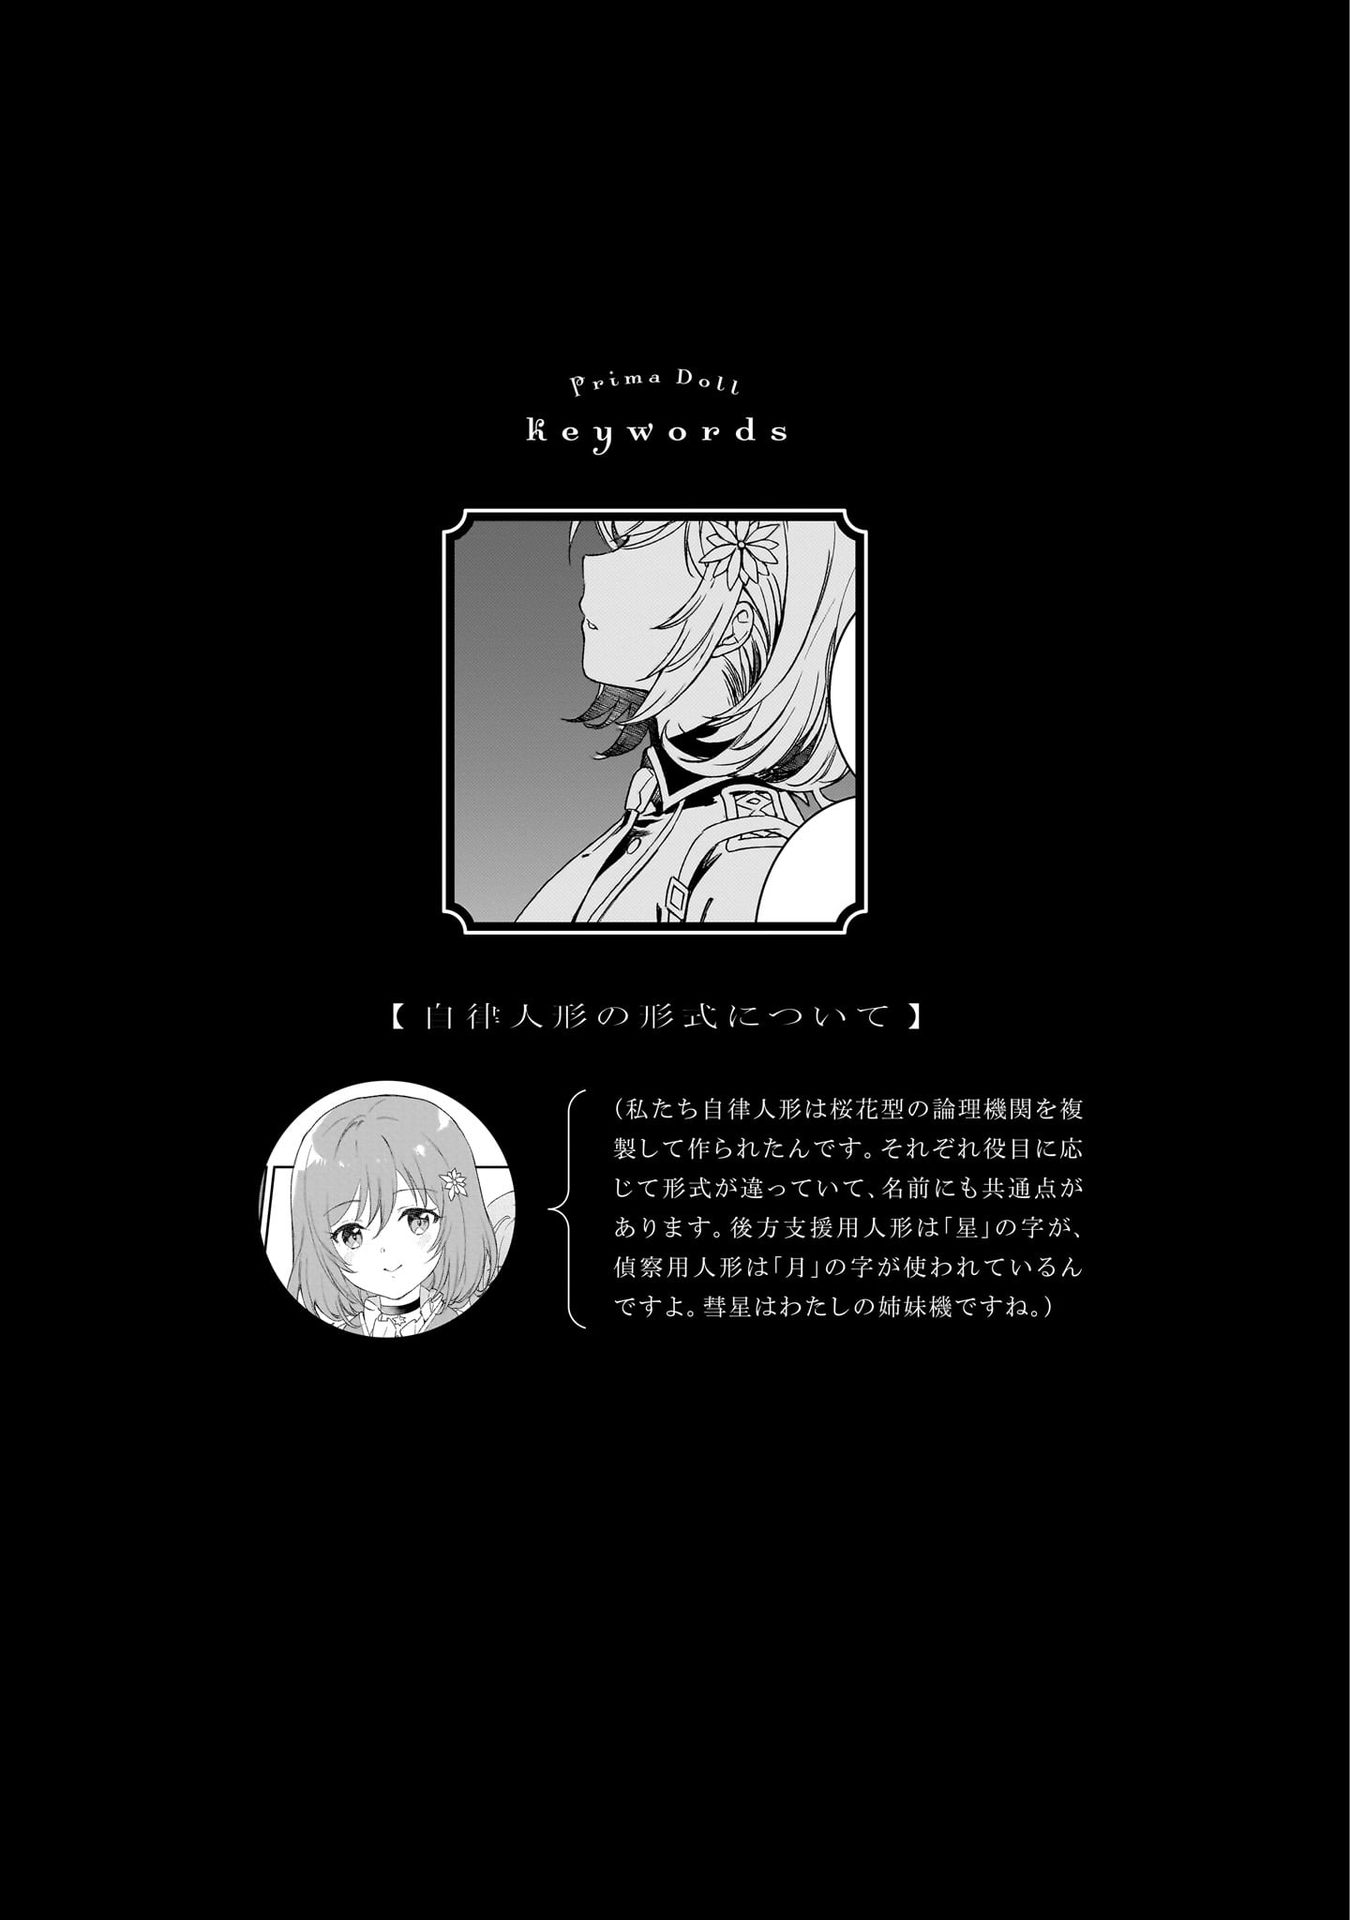 Prima Doll
keywords
【自律人形の形式について】
（私たち自律人形は桜花型の論理機関を複
製して作られたんです。それぞれ役目に応
じて形式が違っていて、名前にも共通点が
あります。後方支援用人形は「星」の字が、
偵察用人形は「月」の字が使われているん
ですよ。彗星はわたしの姉妹機ですね。）